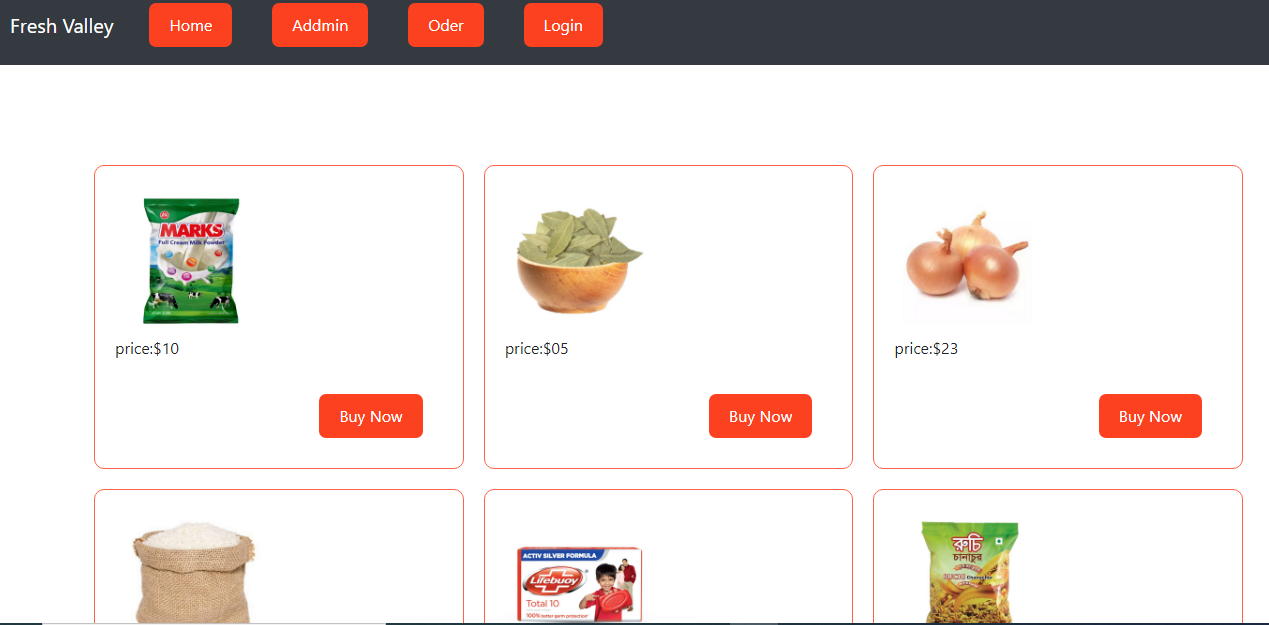 Fresh Valley
Home
Addmin
Oder
Login
MARKS
Full Cream Milk Powder
price:$10
Buy Now
price:$05
Buy Now
price:$23
Buy Now
ACTIV SILVER FORMULA
Lifebuoy
Total 10
100% better germ protection*
রুচি
চানাচুর